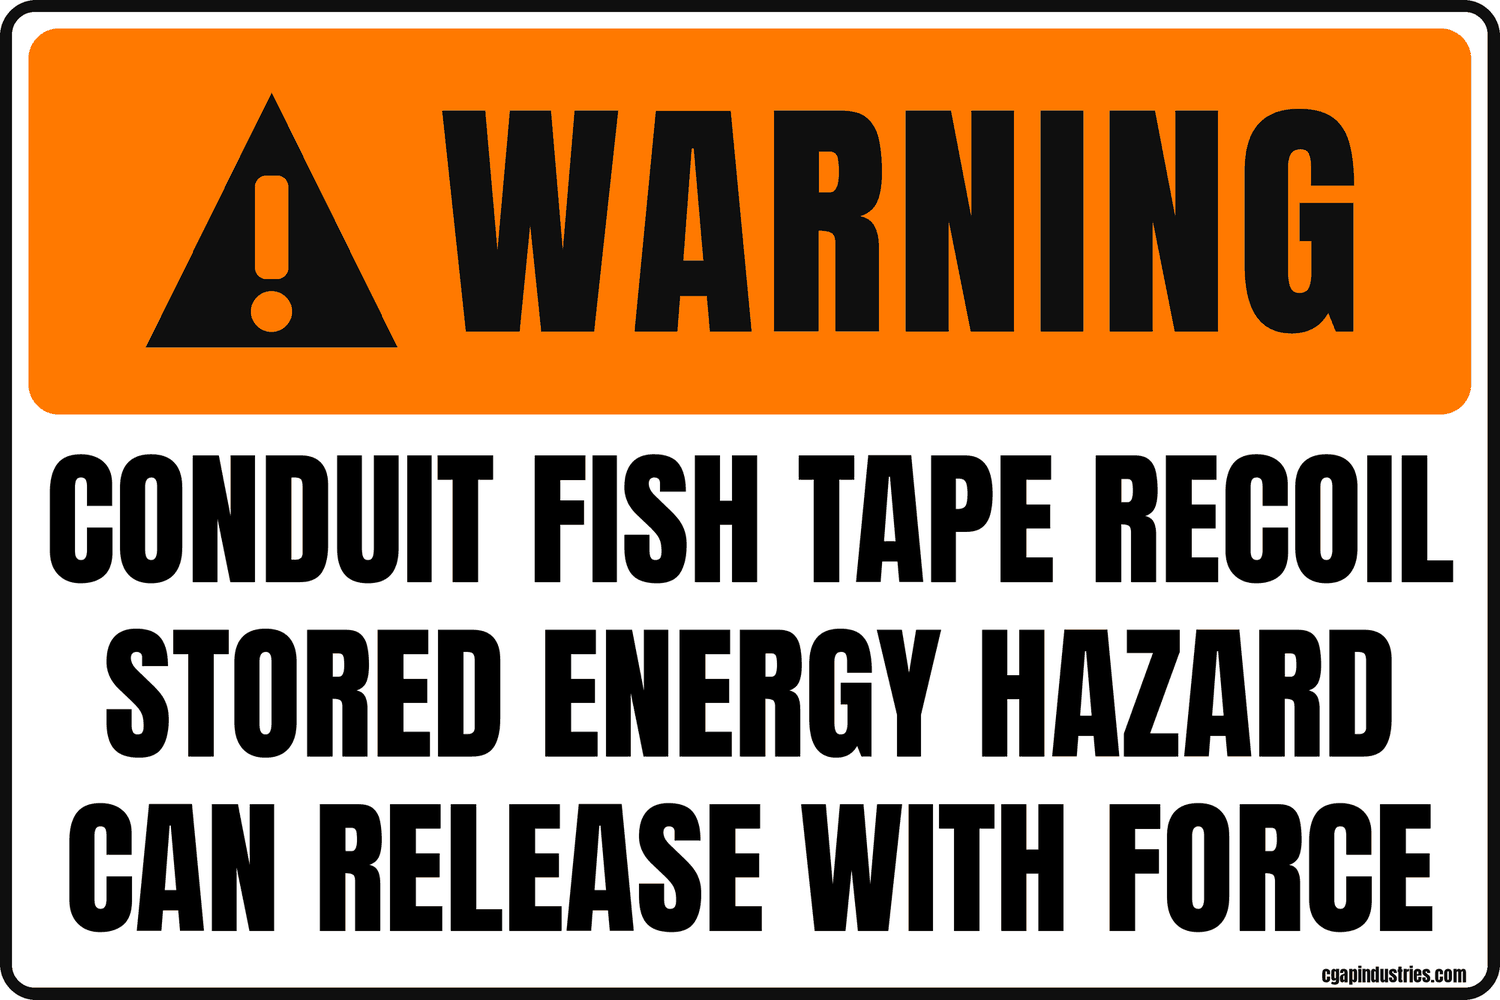 WARNING
CONDUIT FISH TAPE RECOIL
STORED ENERGY HAZARD
CAN RELEASE WITH FORCE
cgapindustries.com